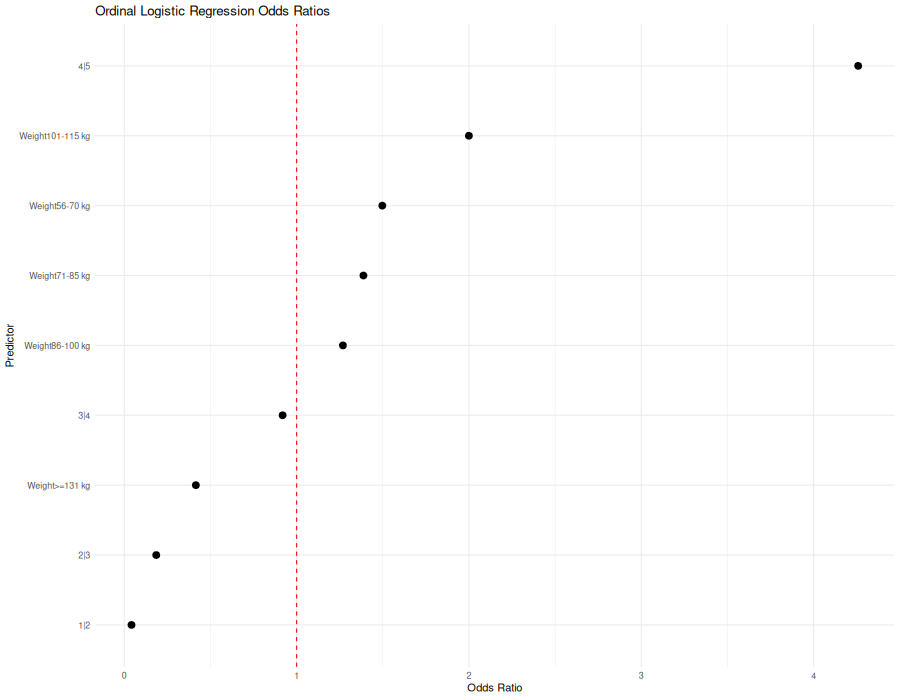 Ordinal Logistic Regression Odds Ratios
4|5
Weight101-115 kg
Weight56-70 kg
Weight71-85 kg
Weight86-100 kg
3|4
Weight>=131 kg
2|3
1|2
Predictor
0 1 2 3 4
Odds Ratio